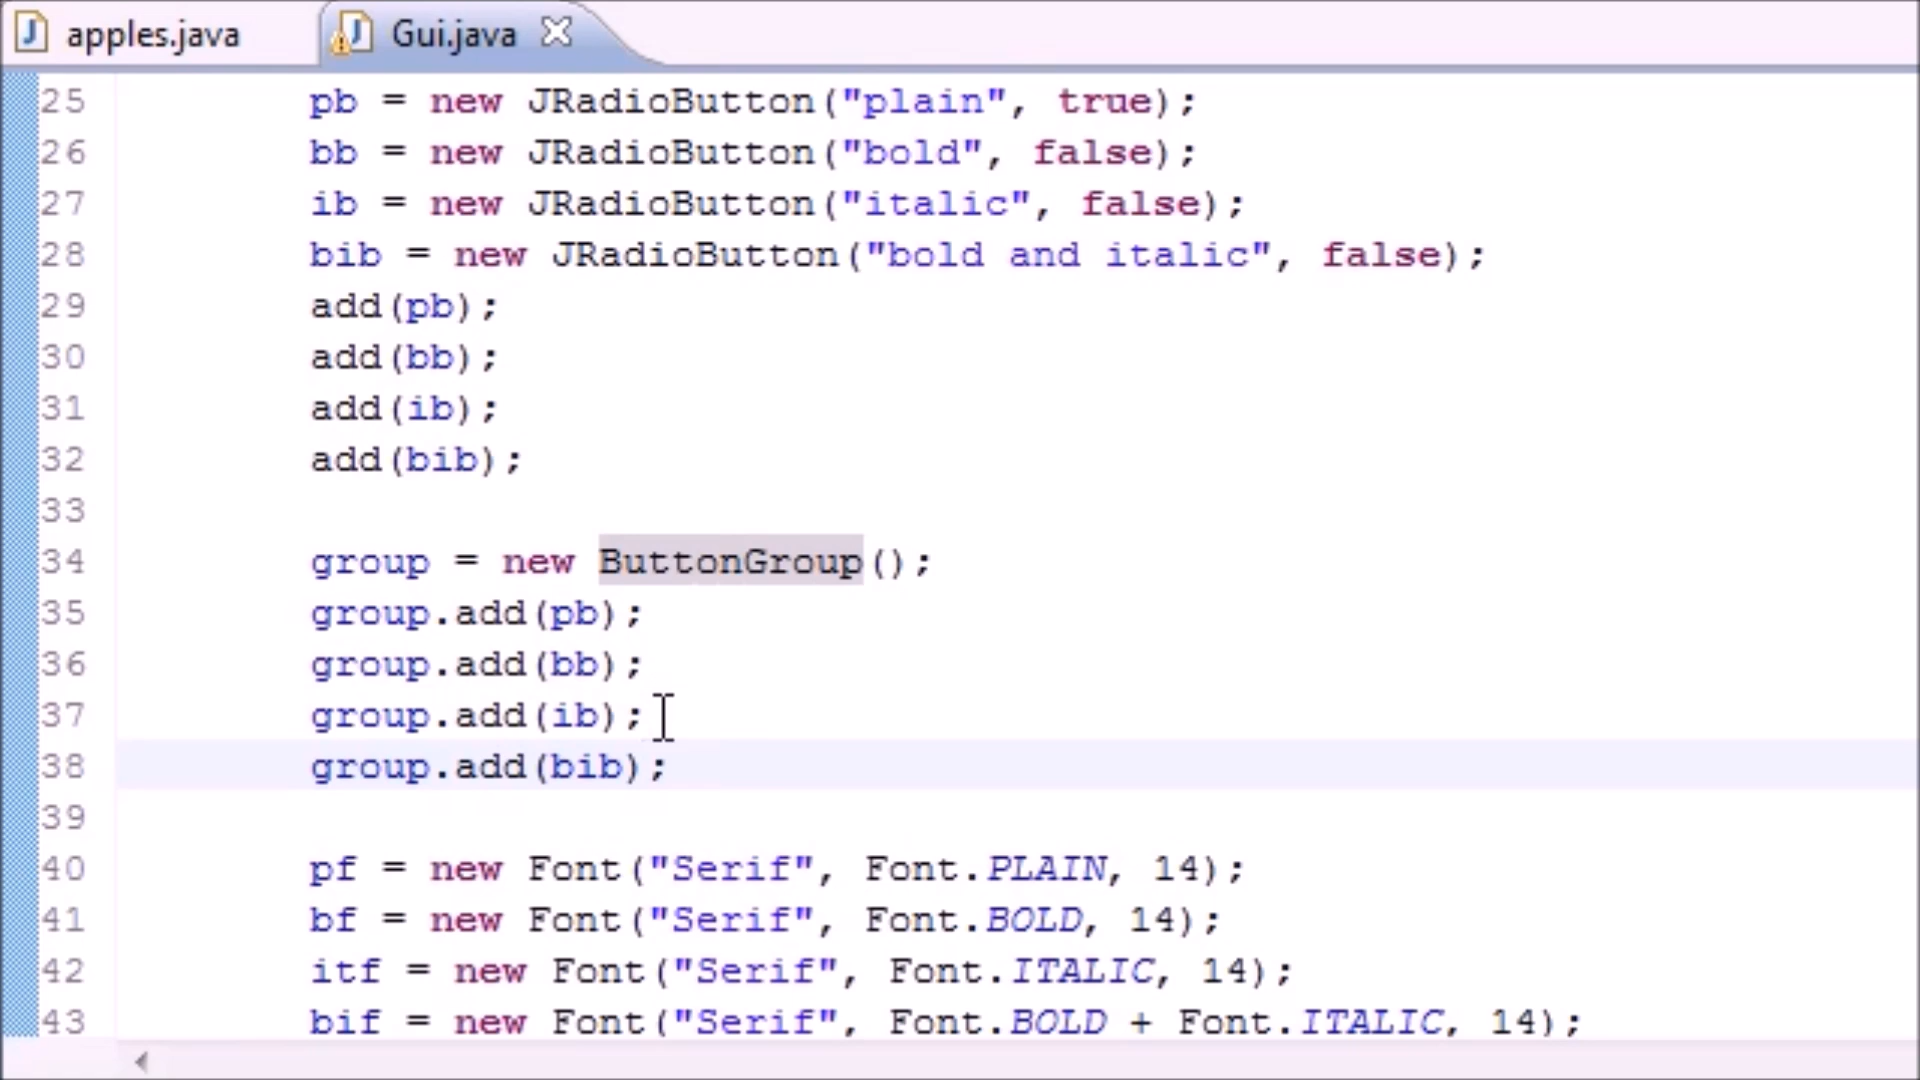 apples.java Gui.java
25 pb = new JRadioButton("plain", true);
26 bb = new JRadioButton("bold", false);
27 ib = new JRadioButton("italic", false);
28 bib = new JRadioButton("bold and italic", false);
29 add(pb);
30 add(bb);
31 add(ib);
32 add(bib);
33
34 group = new ButtonGroup();
35 group.add(pb);
36 group.add(bb);
37 group.add(ib);
38 group.add(bib);
39
40 pf = new Font("Serif", Font.PLAIN, 14);
41 bf = new Font("Serif", Font.BOLD, 14);
42 itf = new Font("Serif", Font.ITALIC, 14);
43 bif = new Font("Serif", Font.BOLD + Font.ITALIC, 14);